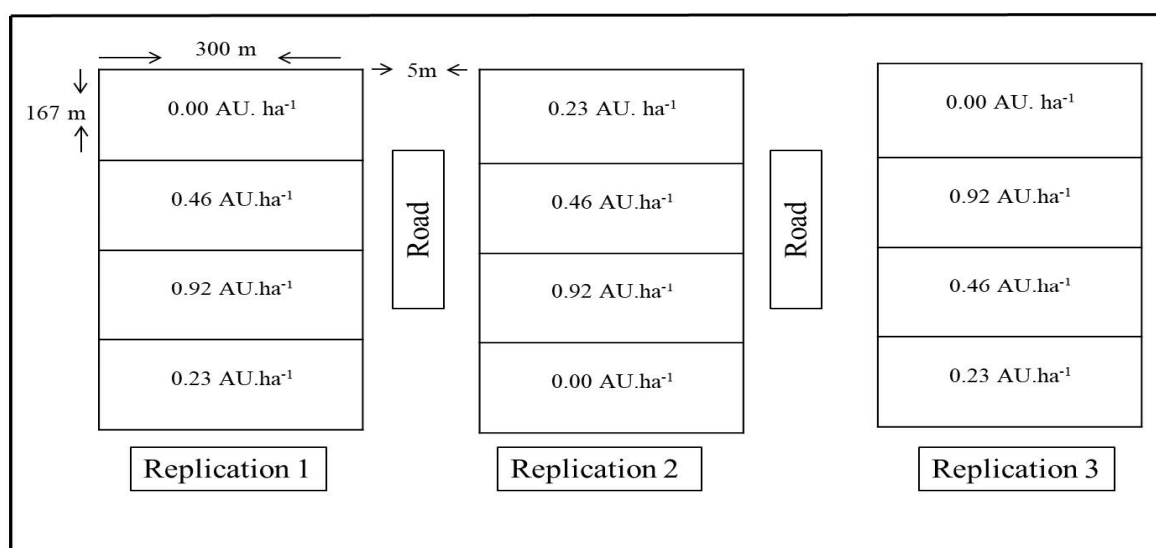 300 m
5m
167 m
0.00 AU. ha⁻¹
0.46 AU.ha⁻¹
0.92 AU.ha⁻¹
0.23 AU.ha⁻¹
Replication 1
Road
0.23 AU. ha⁻¹
0.46 AU.ha⁻¹
0.92 AU.ha⁻¹
0.00 AU.ha⁻¹
Replication 2
Road
0.00 AU.ha⁻¹
0.92 AU.ha⁻¹
0.46 AU.ha⁻¹
0.23 AU.ha⁻¹
Replication 3